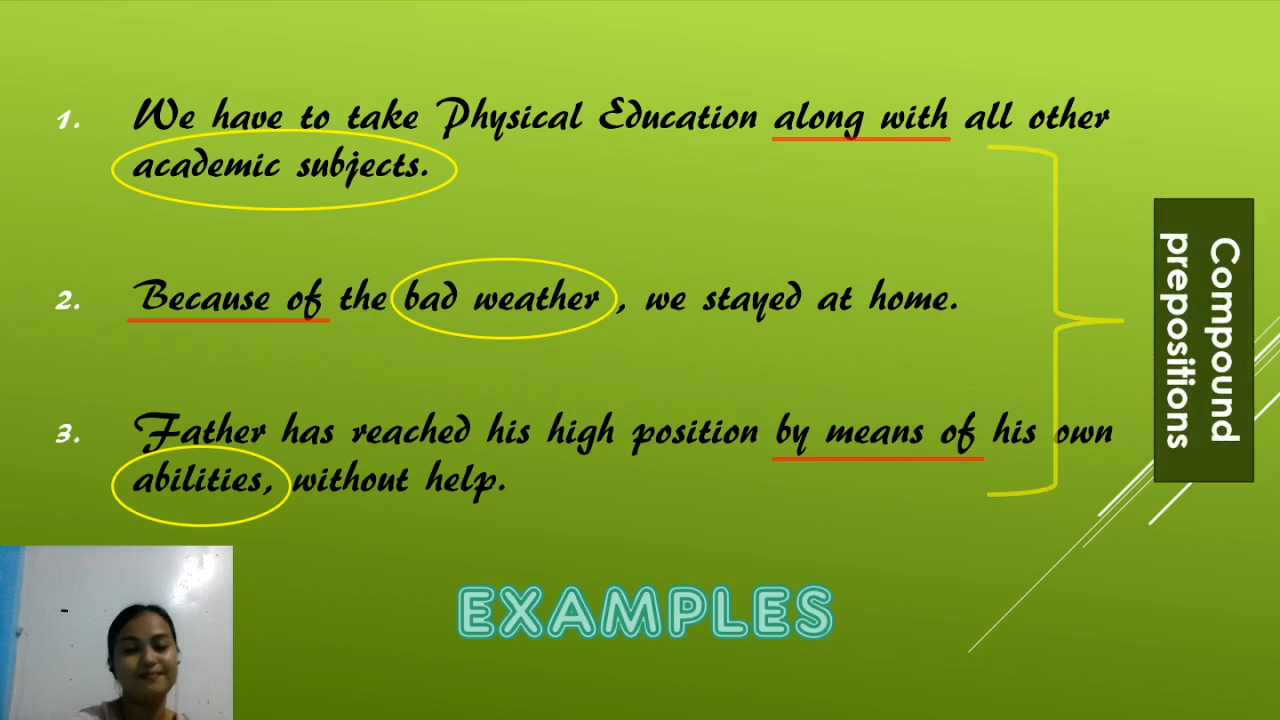 1. We have to take Physical Education along with all other
academic subjects.
2. Because of the bad weather , we stayed at home.
3. Father has reached his high position by means of his own
abilities, without help.
Compound
prepositions
EXAMPLES